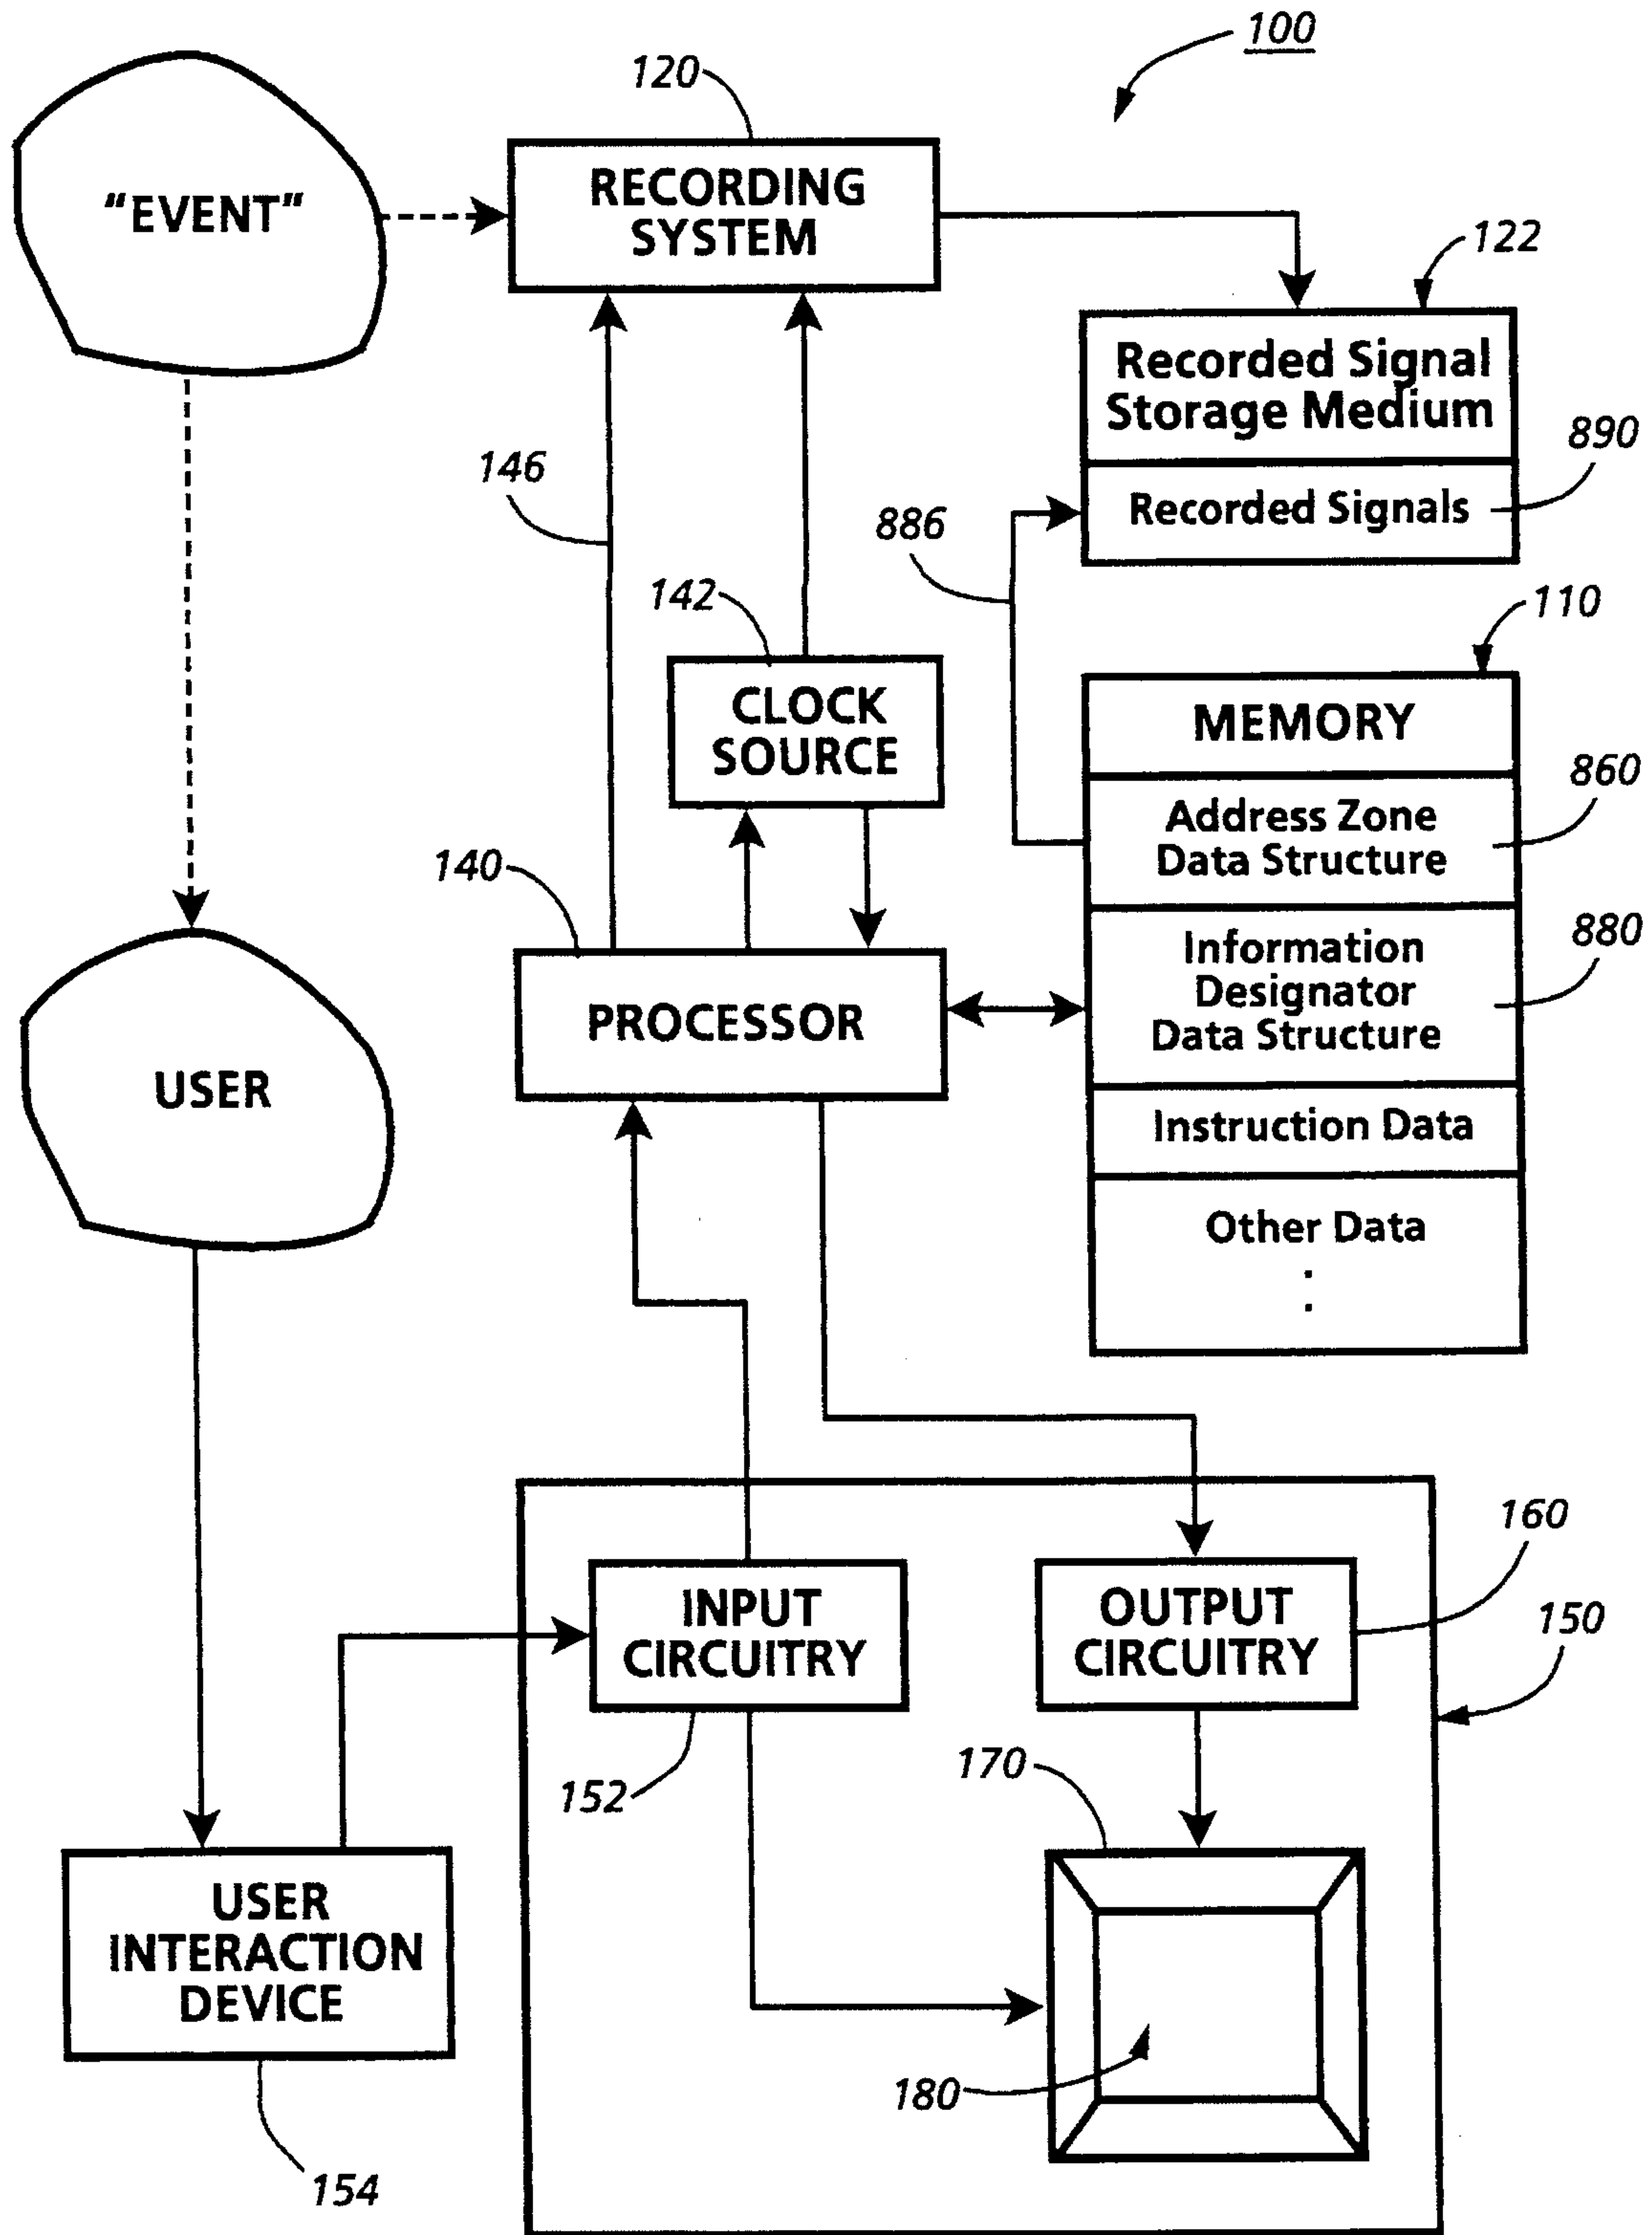 100
120
"EVENT"
RECORDING
SYSTEM
122
Recorded Signal
Storage Medium
890
Recorded Signals
146
886
142
110
CLOCK
SOURCE
MEMORY
860
Address Zone
Data Structure
140
880
Information
Designator
Data Structure
PROCESSOR
USER
Instruction Data
Other Data
.
.
160
INPUT
CIRCUITRY
OUTPUT
CIRCUITRY
150
170
152
USER
INTERACTION
DEVICE
180
154